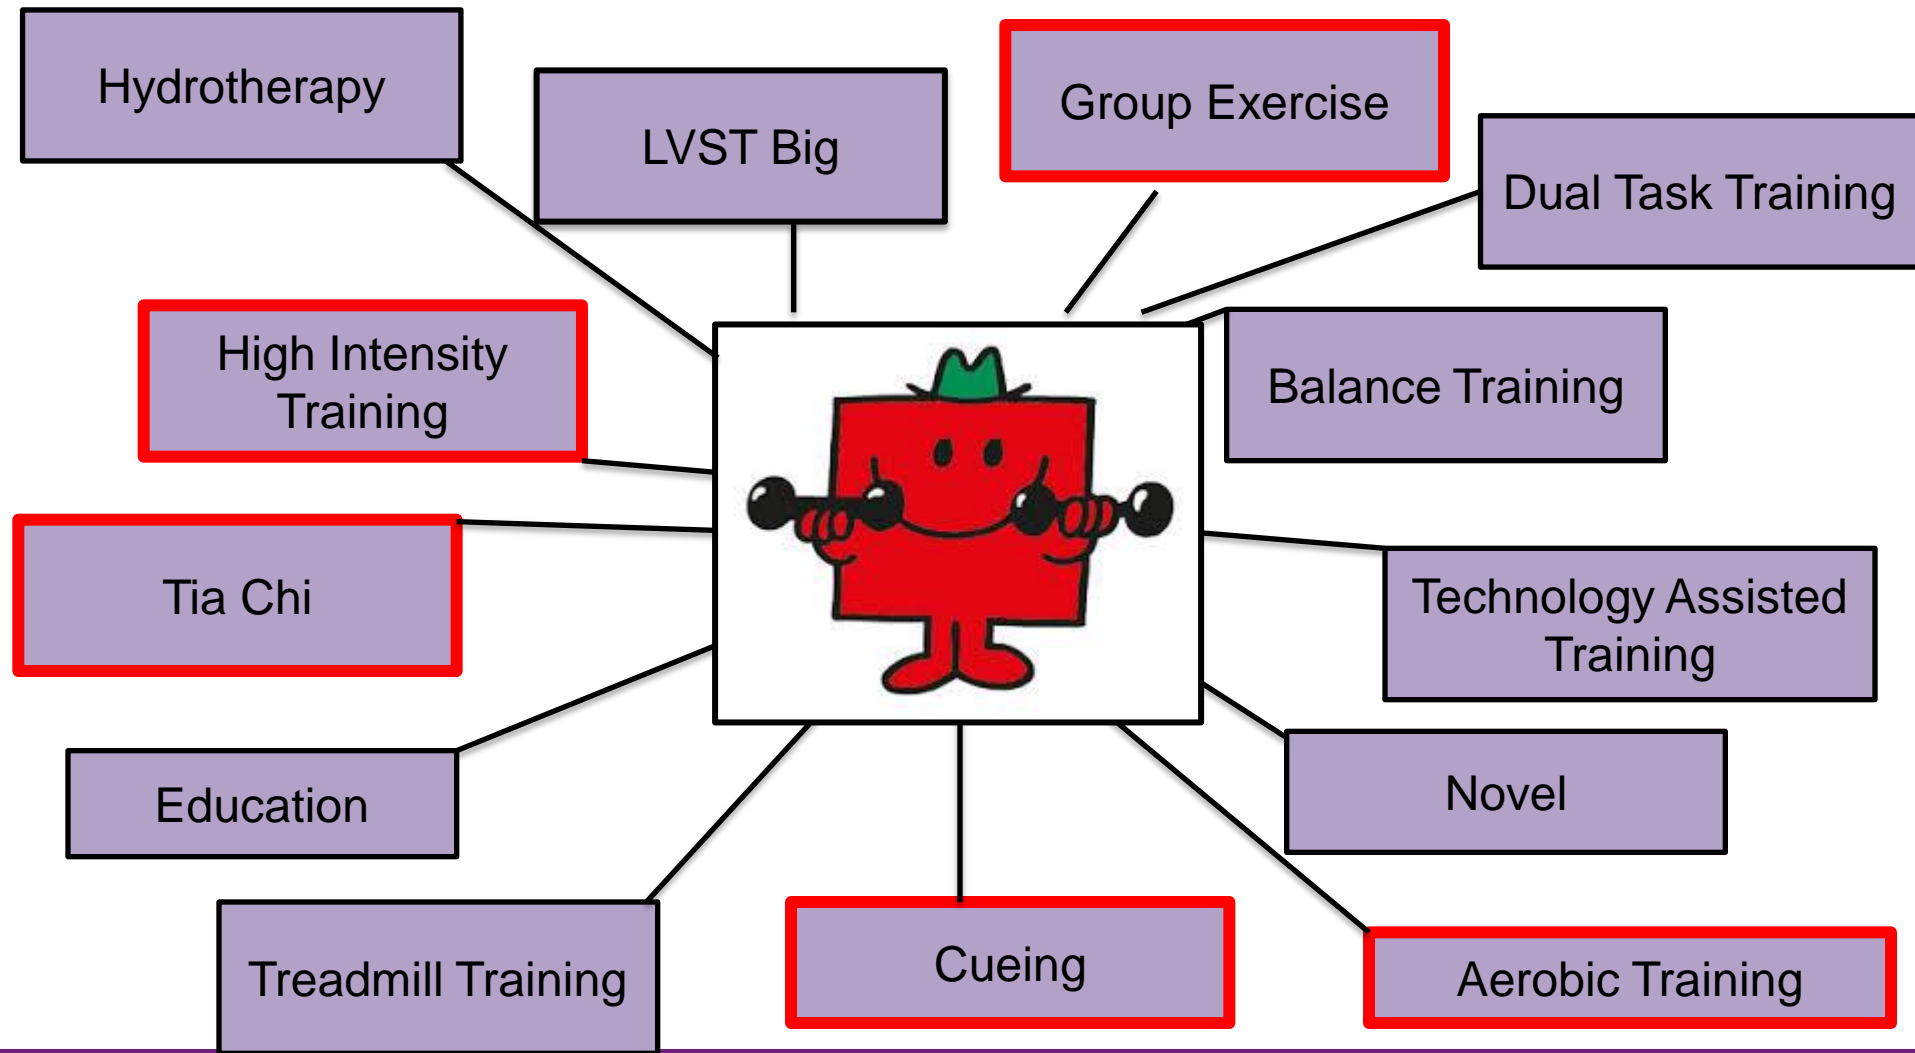 Hydrotherapy
LVST Big
Group Exercise
Dual Task Training
High Intensity
Training
Balance Training
Tia Chi
Technology Assisted
Training
Education
Novel
Treadmill Training
Cueing
Aerobic Training